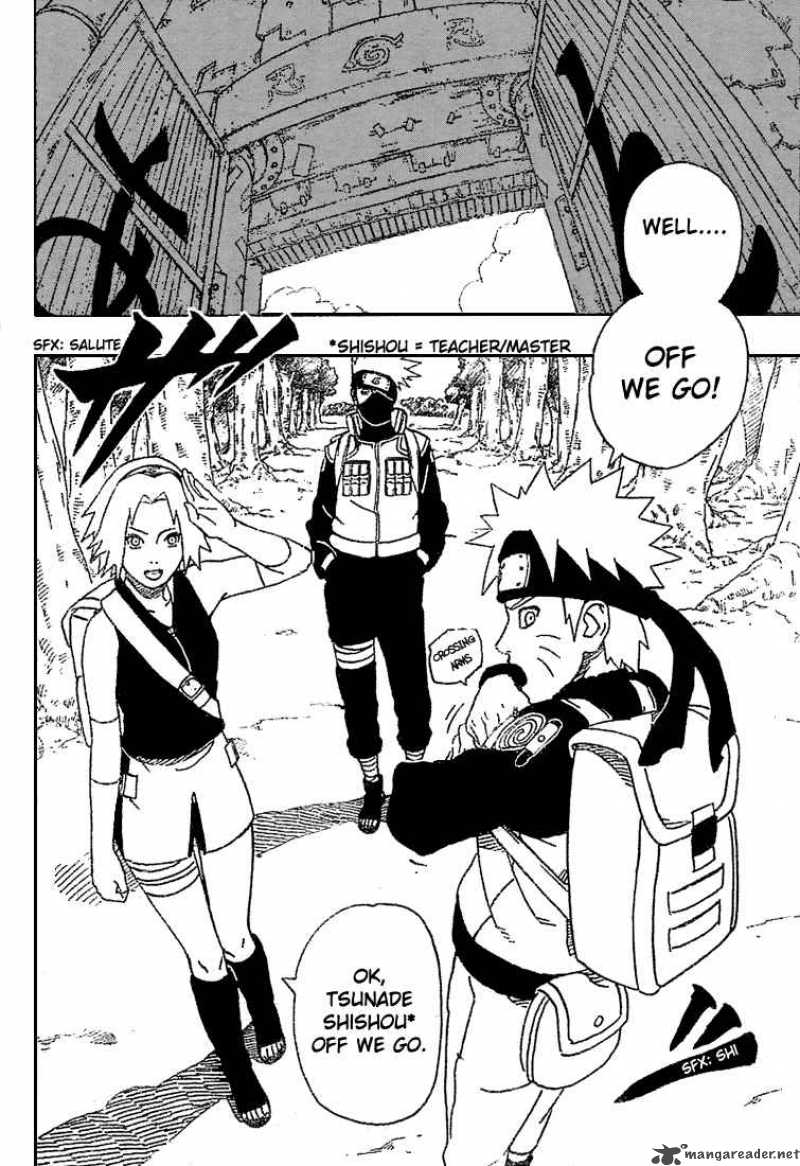 WELL....
OFF
WE GO!
SFX: SALUTE
*SHISHOU = TEACHER/MASTER
CROSSING
ARMS
OK,
TSUNADE
SHISHOU*
OFF WE GO.
SFX: SHI
mangareader.net